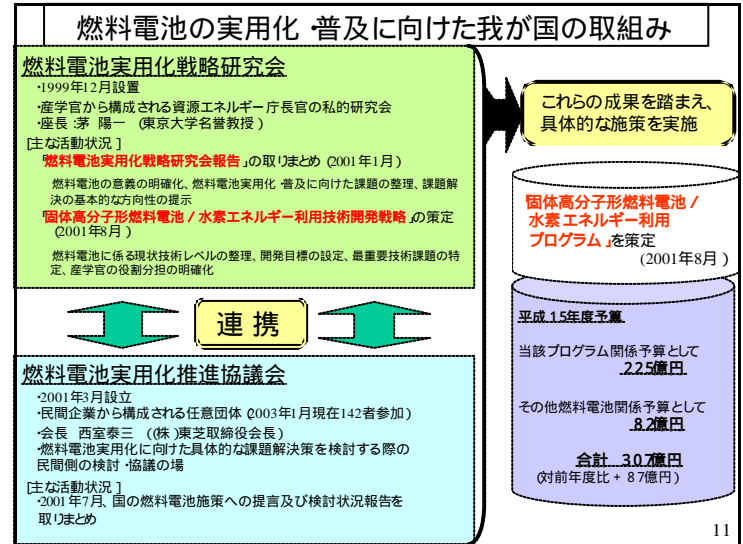 燃料電池の実用化・普及に向けた我が国の取組み
燃料電池実用化戦略研究会
・1999年12月設置
・産学官から構成される資源エネルギー庁長官の私的研究会
・座長:茅 陽一 (東京大学名誉教授)
[主な活動状況]
「燃料電池実用化戦略研究会報告」の取りまとめ(2001年1月)
燃料電池の意義の明確化、燃料電池実用化・普及に向けた課題の整理、課題解
決の基本的な方向性の提示
「固体高分子形燃料電池/水素エネルギー利用技術開発戦略」の策定
(2001年8月)
燃料電池に係る現状技術レベルの整理、開発目標の設定、最重要技術課題の特
定、産学官の役割分担の明確化
連携
燃料電池実用化推進協議会
・2001年3月設立
・民間企業から構成される任意団体(2003年1月現在142者参加)
・会長 西室泰三 ((株)東芝取締役会長)
・燃料電池実用化に向けた具体的な課題解決策を検討する際の
民間側の検討・協議の場
[主な活動状況]
・2001年7月、国の燃料電池施策への提言及び検討状況報告を
取りまとめ
これらの成果を踏まえ、
具体的な施策を実施
「固体高分子形燃料電池/
水素エネルギー利用
プログラム」を策定
(2001年8月)
平成15年度予算
当該プログラム関係予算として
225億円
その他燃料電池関係予算として
82億円
合計 307億円
(対前年度比+87億円)
11